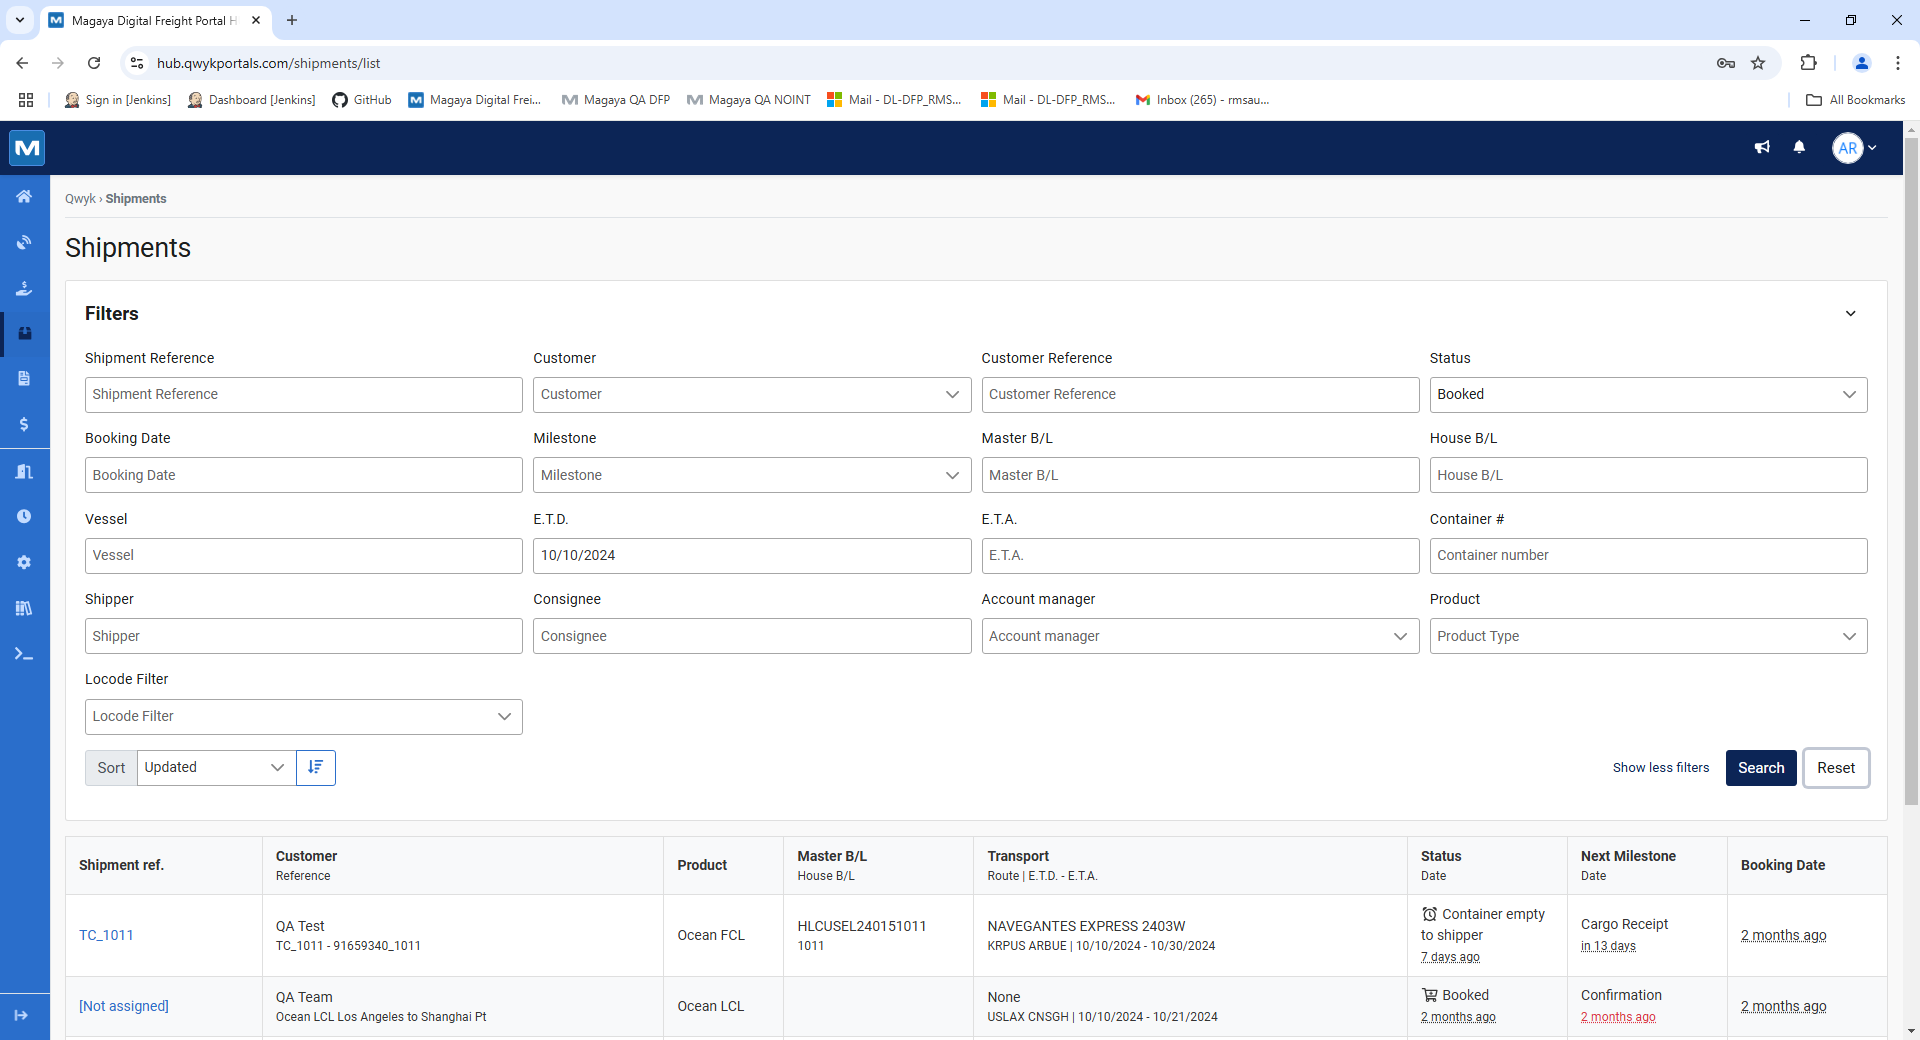 Magaya Digital Freight Portal H
hub.qwykportals.com/shipments/list
Sign in [Jenkins]
Dashboard [Jenkins]
GitHub
Magaya Digital Frei...
Magaya QA DFP
Magaya QA NOINT
Mail - DL-DFP_RMS...
Mail - DL-DFP_RMS...
Inbox (265) - rmsau...
All Bookmarks
AR
Qwyk › Shipments
Shipments
Filters
Shipment Reference
Customer
Customer Reference
Status
Shipment Reference
Customer
Customer Reference
Booked
Booking Date
Milestone
Master B/L
House B/L
Booking Date
Milestone
Master B/L
House B/L
Vessel
E.T.D.
E.T.A.
Container #
Vessel
10/10/2024
E.T.A.
Container number
Shipper
Consignee
Account manager
Product
Shipper
Consignee
Account manager
Product Type
Locode Filter
Locode Filter
Sort
Updated
Show less filters
Search
Reset
Shipment ref.
Customer
Reference
Product
Master B/L
House B/L
Transport
Route | E.T.D. - E.T.A.
Status
Date
Next Milestone
Date
Booking Date
TC_1011
QA Test
TC_1011 - 91659340_1011
Ocean FCL
HLCUSEL240151011
1011
NAVEGANTES EXPRESS 2403W
KRPUS ARBUE | 10/10/2024 - 10/30/2024
Container empty
to shipper
7 days ago
Cargo Receipt
in 13 days
2 months ago
[Not assigned]
QA Team
Ocean LCL Los Angeles to Shanghai Pt
Ocean LCL
None
USLAX CNSGH | 10/10/2024 - 10/21/2024
Booked
2 months ago
Confirmation
2 months ago
2 months ago